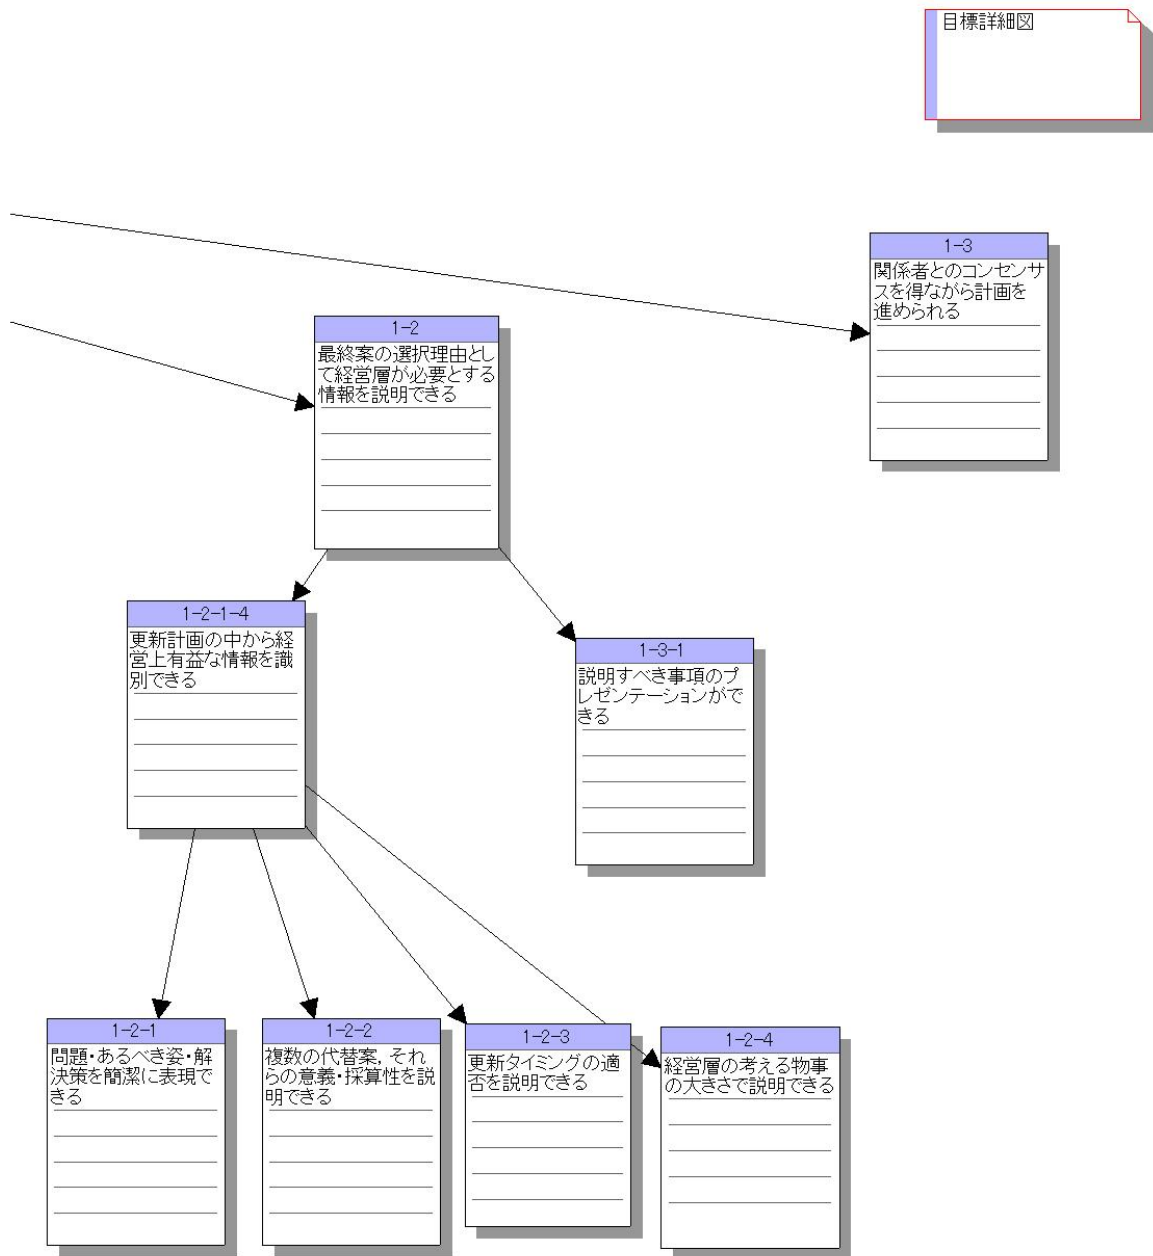 目標詳細図
1-3
関係者とのコンセンサ
スを得ながら計画を
進められる
1-2
最終案の選択理由とし
て経営層が必要とする
情報を説明できる
1-2-1-4
更新計画の中から経
営上有益な情報を識
別できる
1-3-1
説明すべき事項のプ
レゼンテーションがで
きる
1-2-1
問題・あるべき姿・解
決策を簡潔に表現で
きる
1-2-2
複数の代替案，それ
らの意義・採算性を説
明できる
1-2-3
更新タイミングの適
否を説明できる
1-2-4
経営層の考える物事
の大きさで説明できる